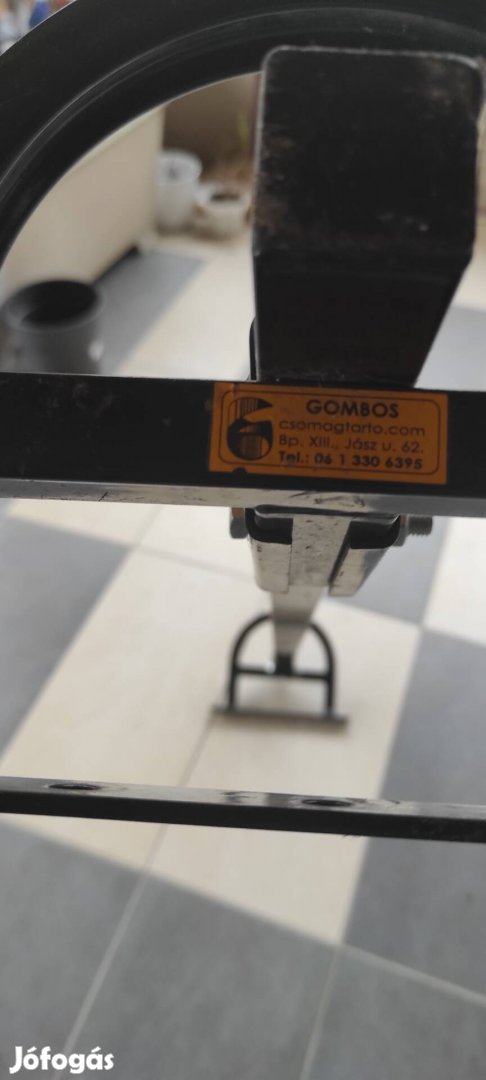 GOMBOS
csomagtarto.com
Bp. XIII., Jász u. 62.
Tel.: 06 1 330 6395
Jófogás